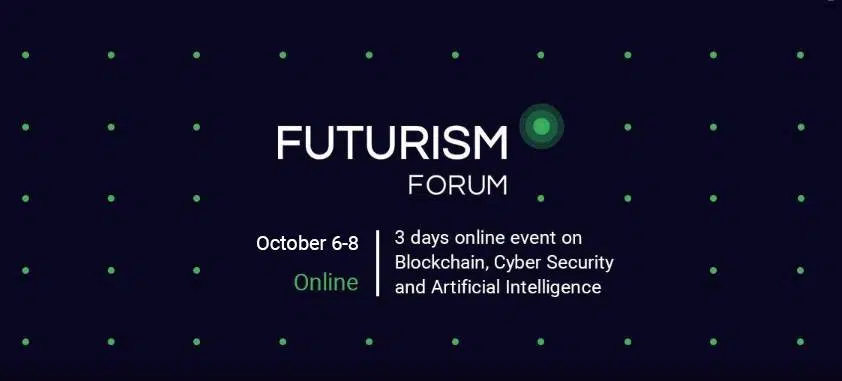 FUTURISM
FORUM
October 6-8
Online
3 days online event on
Blockchain, Cyber Security
and Artificial Intelligence